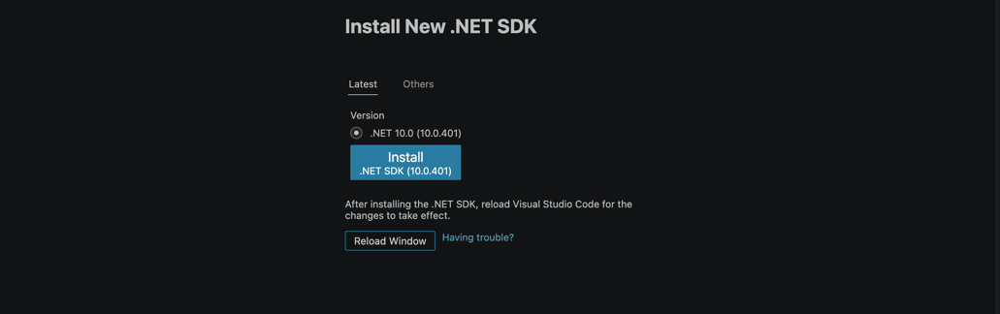 Install New .NET SDK
Latest
Others
Version
.NET 10.0 (10.0.401)
Install
.NET SDK (10.0.401)
After installing the .NET SDK, reload Visual Studio Code for the
changes to take effect.
Reload Window
Having trouble?